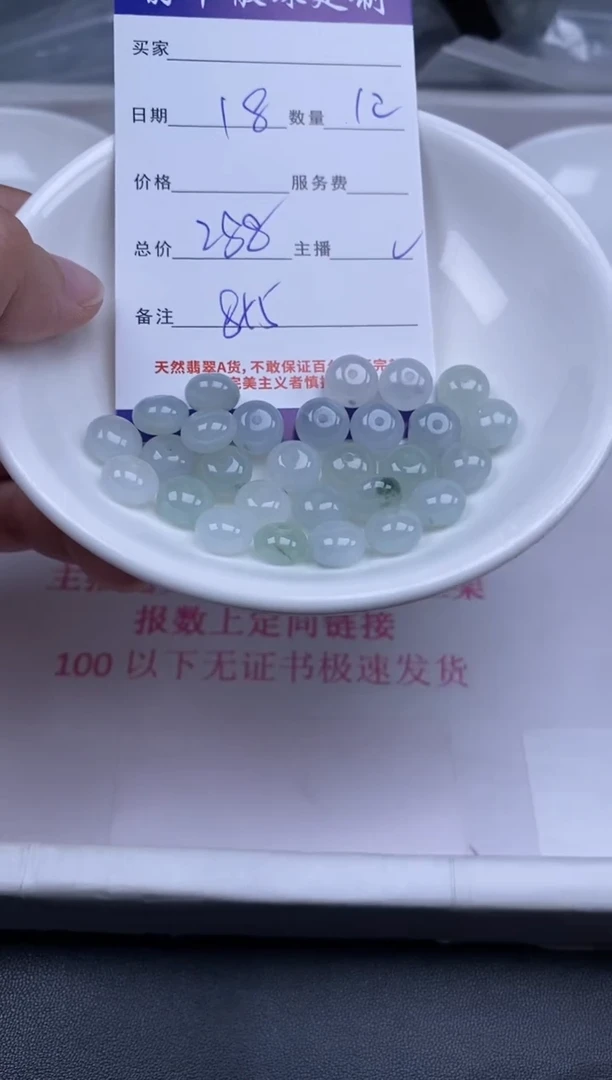 买家
日期 18 数量 12
价格 服务费
总价 288 主播
备注 8x5
天然翡翠A货，不敢保证百
完美主义者慎
报数上定向链接
100 以下无证书极速发货